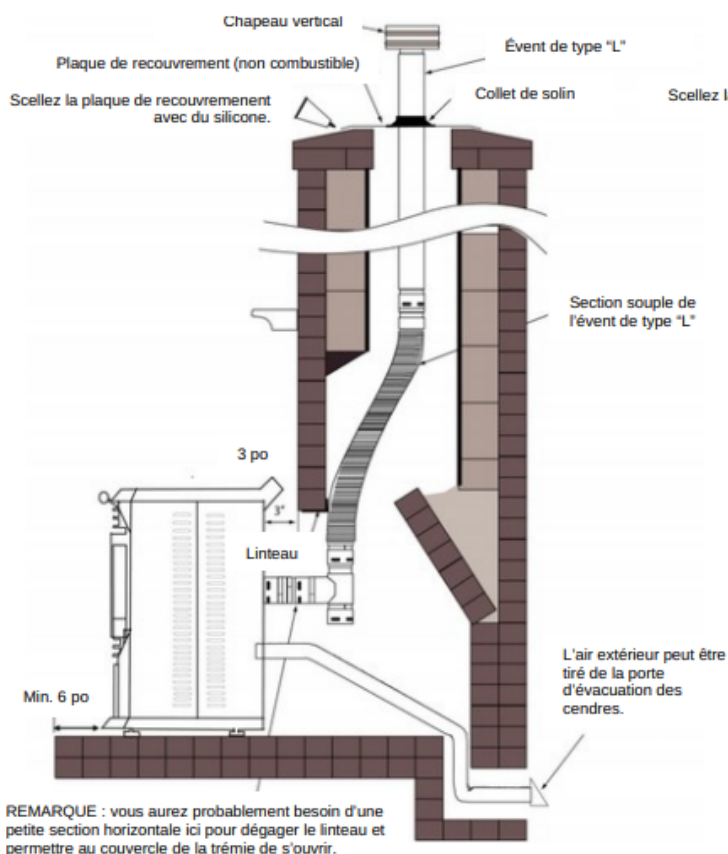 Chapeau vertical
Évent de type “L”
Plaque de recouvrement (non combustible)
Collet de solin
Scellez la plaque de recouvremenent
avec du silicone.
Scellez la
Section souple de
l’évent de type “L”
3 po
3"
Linteau
L’air extérieur peut être
tiré de la porte
d’évacuation des
cendres.
Min. 6 po
REMARQUE : vous aurez probablement besoin d’une
petite section horizontale ici pour dégager le linteau et
permettre au couvercle de la trémie de s’ouvrir.